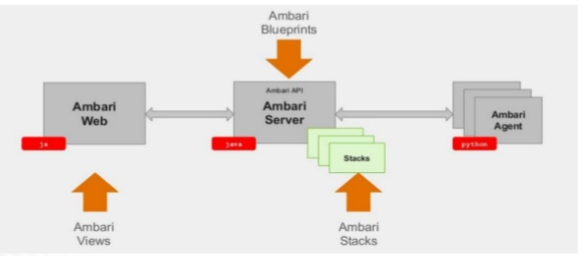 Ambari
Blueprints
Ambari
Web
js
Ambari API
Ambari
Server
java
Stacks
Ambari
Agent
python
Ambari
Views
Ambari
Stacks